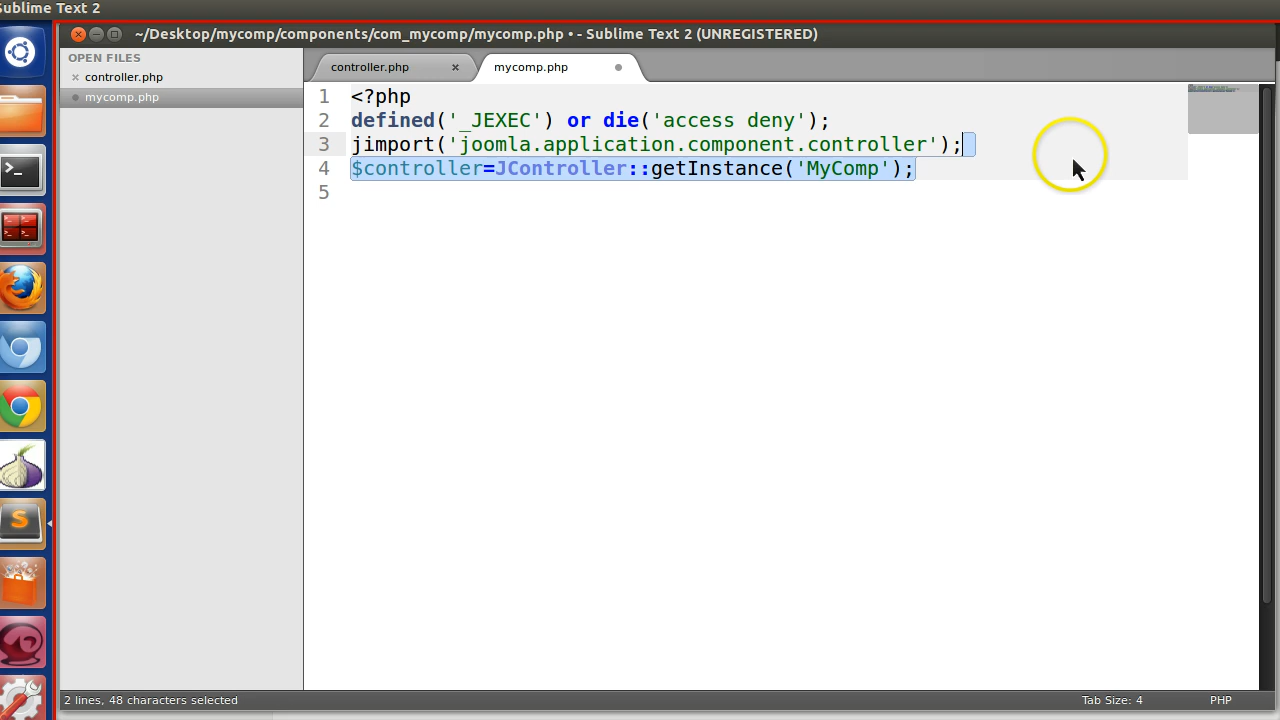 Sublime Text 2
~/Desktop/mycomp/components/com_mycomp/mycomp.php • - Sublime Text 2 (UNREGISTERED)
OPEN FILES
controller.php
mycomp.php
controller.php
mycomp.php
1 <?php
2 defined('_JEXEC') or die('access deny');
3 jimport('joomla.application.component.controller');
4 $controller=JController::getInstance('MyComp');
5
S
2 lines, 48 characters selected
Tab Size: 4
PHP